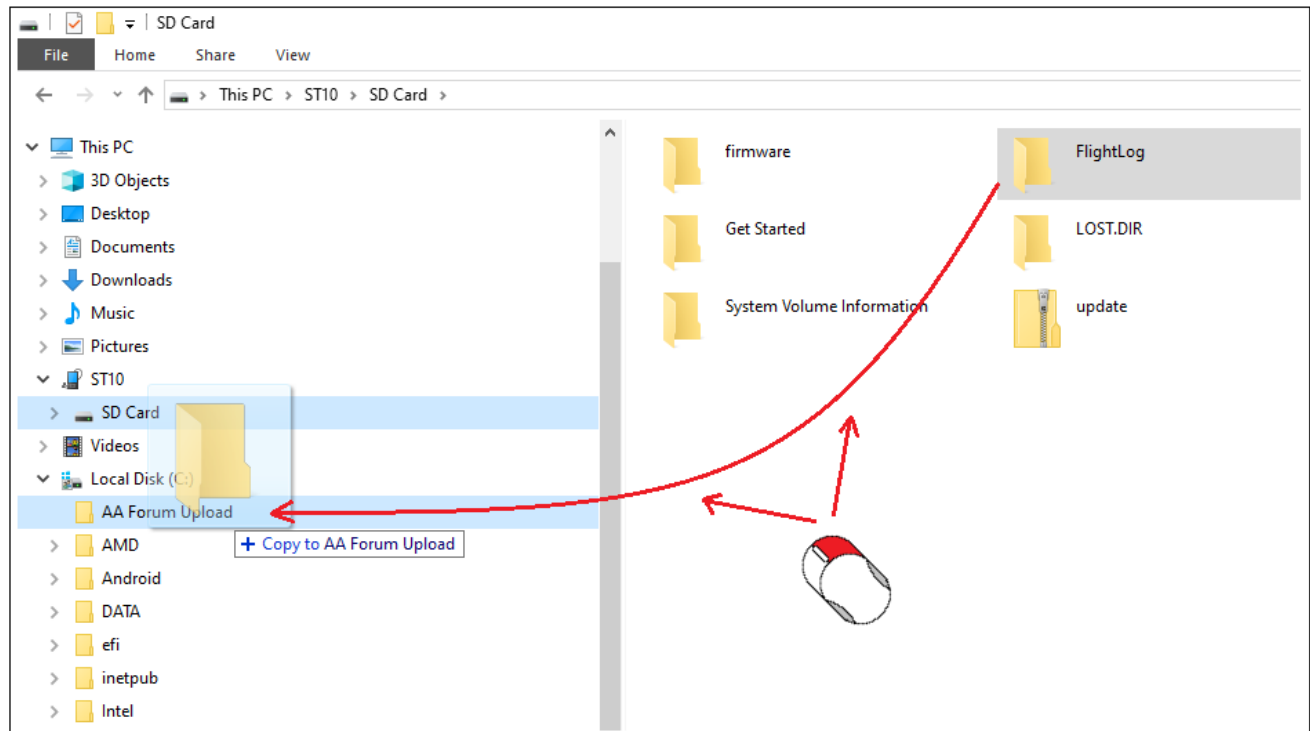 SD Card
File Home Share View
This PC > ST10 > SD Card >
This PC
3D Objects
Desktop
Documents
Downloads
Music
Pictures
ST10
SD Card
Videos
Local Disk (C:)
AA Forum Upload
+ Copy to AA Forum Upload
AMD
Android
DATA
efi
inetpub
Intel
firmware
FlightLog
Get Started
LOST.DIR
System Volume Information
update